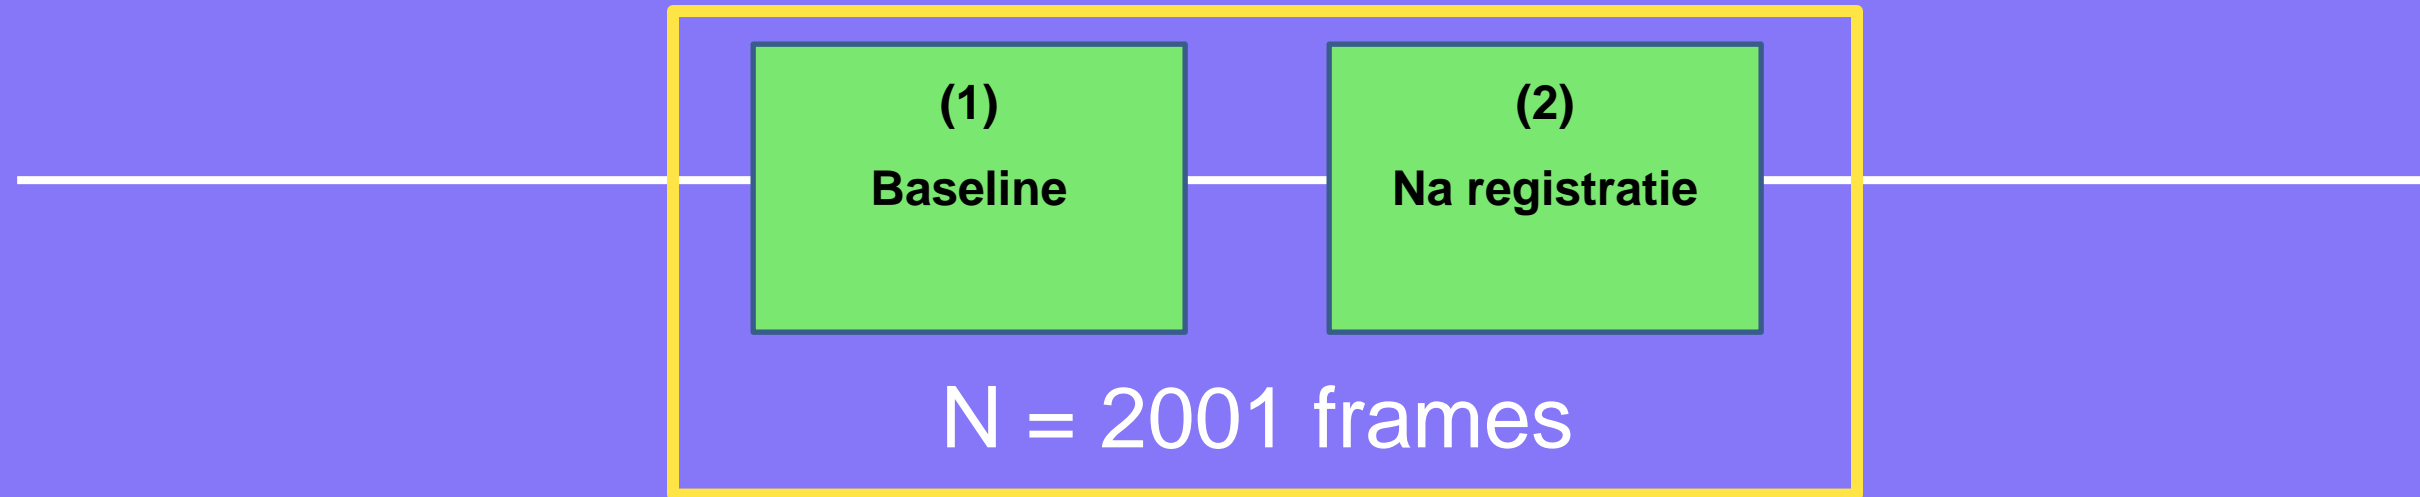 (1)
Baseline
(2)
Na registratie
N = 2001 frames